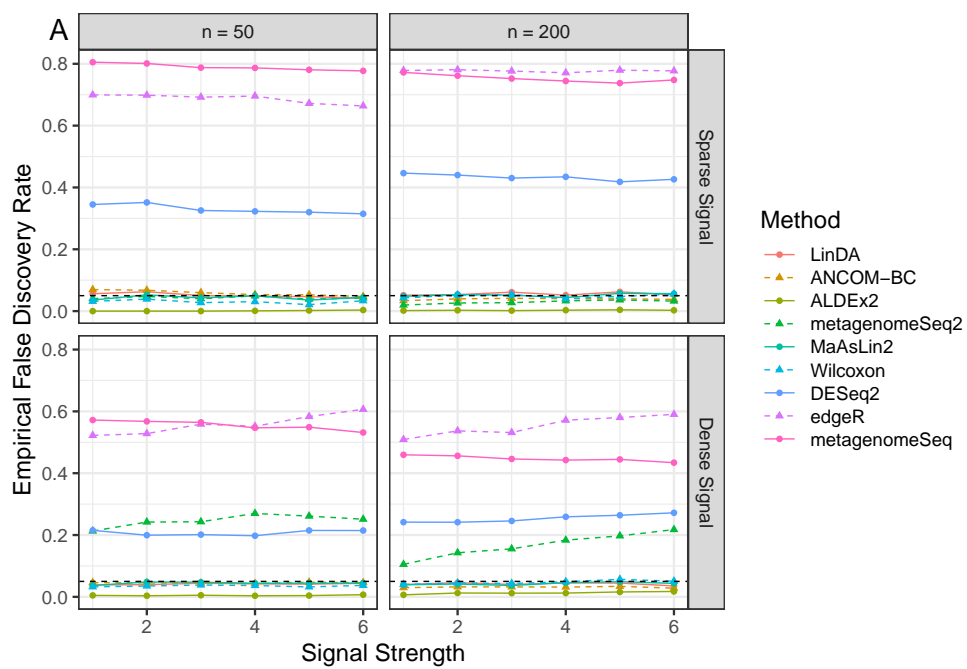 A
n = 50
n = 200
Empirical False Discovery Rate
0.8
0.6
0.4
0.2
0.0
Sparse Signal
0.8
0.6
0.4
0.2
0.0
Dense Signal
2 4 6
2 4 6
Signal Strength
Method
LinDA
ANCOM−BC
ALDEx2
metagenomeSeq2
MaAsLin2
Wilcoxon
DESeq2
edgeR
metagenomeSeq